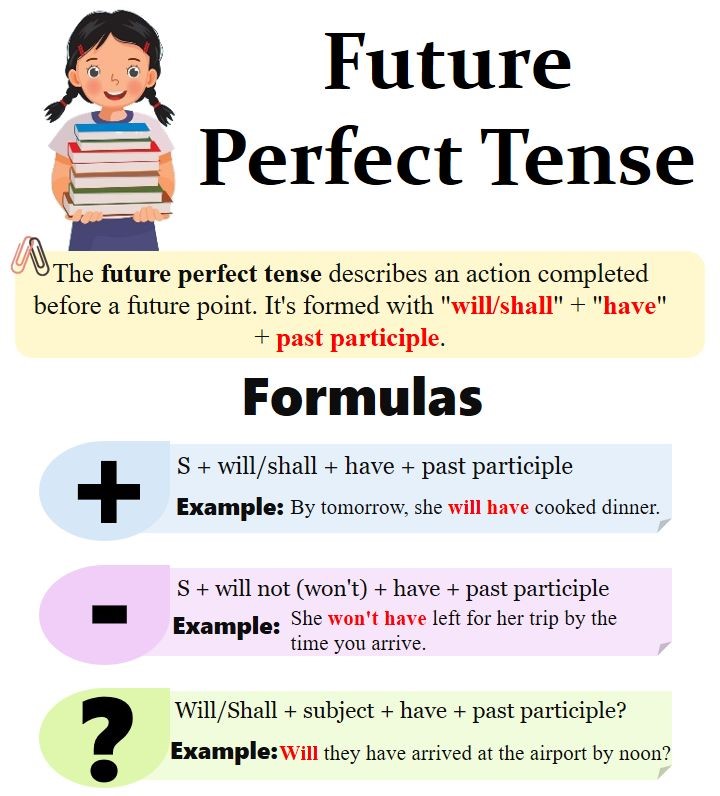 Future
Perfect Tense
The future perfect tense describes an action completed
before a future point. It's formed with "will/shall" + "have"
+ past participle.
Formulas
+
S + will/shall + have + past participle
Example: By tomorrow, she will have cooked dinner.
-
S + will not (won't) + have + past participle
Example: She won't have left for her trip by the
time you arrive.
?
Will/Shall + subject + have + past participle?
Example: Will they have arrived at the airport by noon?